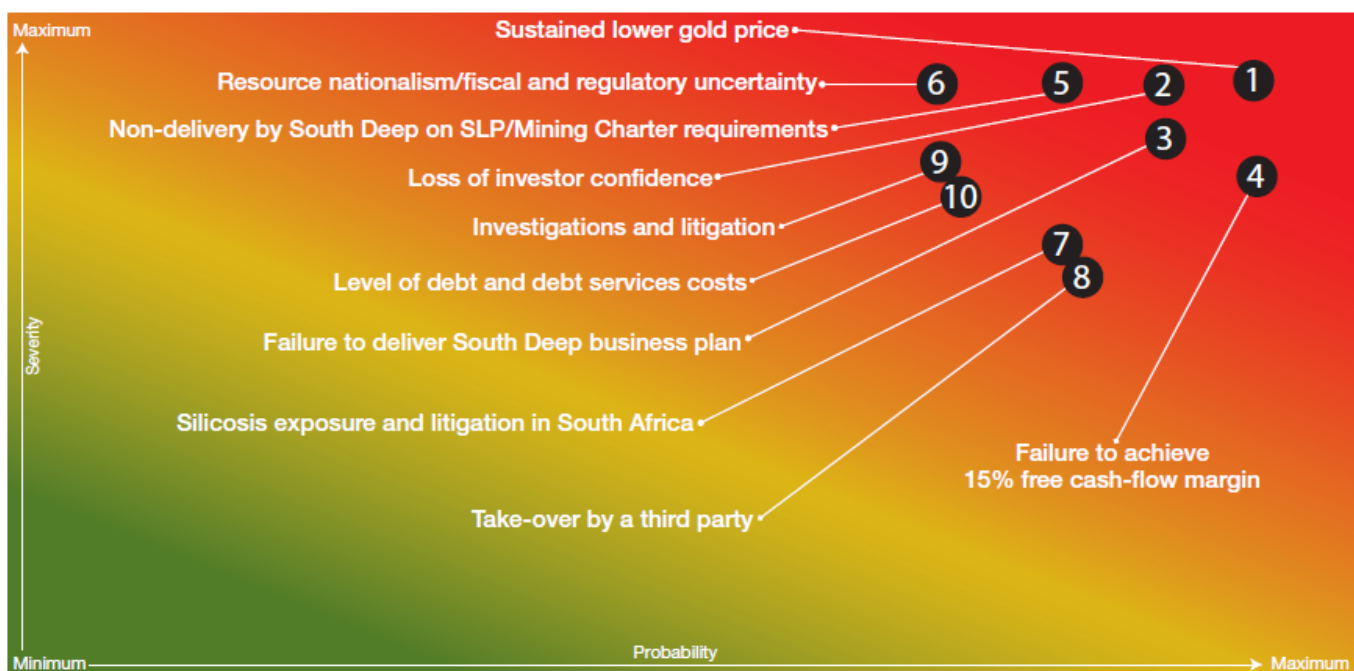 Maximum
Sustained lower gold price
1
Resource nationalism/fiscal and regulatory uncertainty
6
5
2
Non-delivery by South Deep on SLP/Mining Charter requirements
3
Loss of investor confidence
9
4
10
Investigations and litigation
7
Level of debt and debt services costs
8
Failure to deliver South Deep business plan
Severity
Silicosis exposure and litigation in South Africa
Failure to achieve
15% free cash-flow margin
Take-over by a third party
Minimum
Probability
Maximum